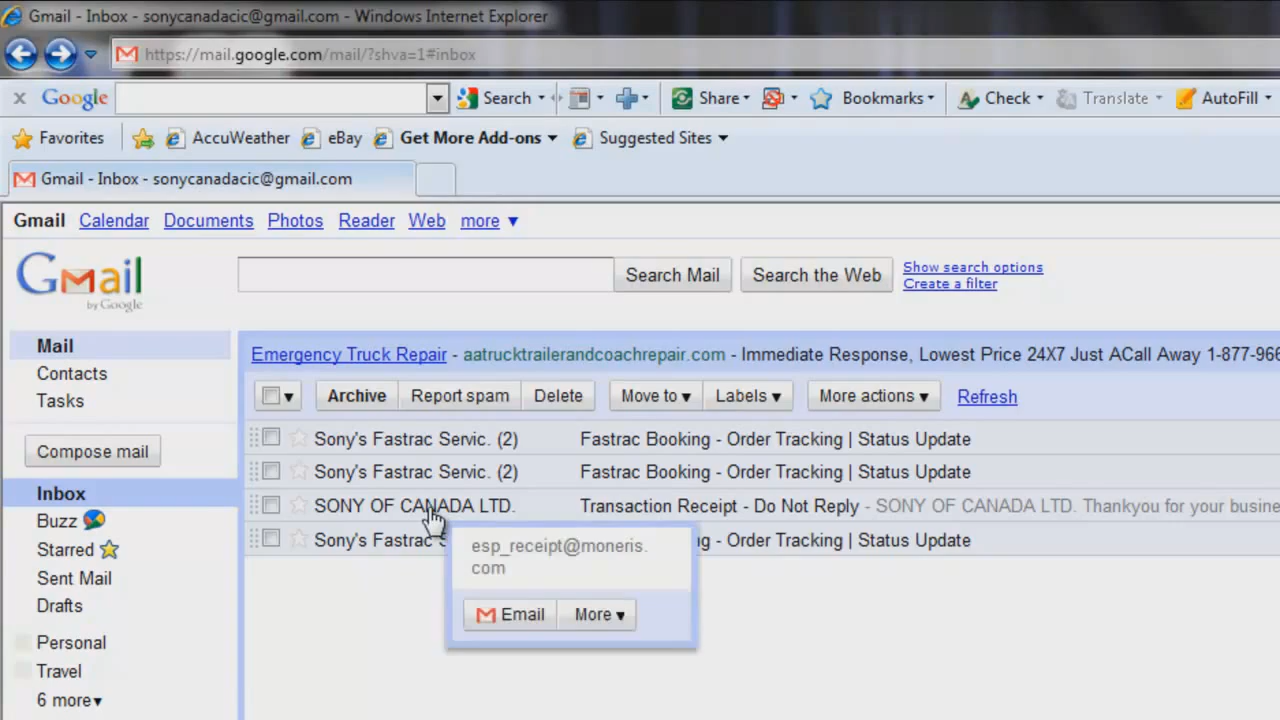 Gmail - Inbox - sonycanadacic@gmail.com - Windows Internet Explorer
https://mail.google.com/mail/?shva=1#inbox
x Google Search Share Bookmarks Check Translate AutoFill
Favorites AccuWeather eBay Get More Add-ons Suggested Sites
Gmail - Inbox - sonycanadacic@gmail.com
Gmail Calendar Documents Photos Reader Web more
Gmail
by Google
Search Mail Search the Web
Show search options
Create a filter
Mail
Contacts
Tasks
Compose mail
Inbox
Buzz
Starred
Sent Mail
Drafts
Personal
Travel
6 more
Emergency Truck Repair - aatrucktrailerandcoachrepair.com - Immediate Response, Lowest Price 24X7 Just ACall Away 1-877-966
Archive Report spam Delete Move to Labels More actions Refresh
Sony's Fastrac Servic. (2) Fastrac Booking - Order Tracking | Status Update
Sony's Fastrac Servic. (2) Fastrac Booking - Order Tracking | Status Update
SONY OF CANADA LTD. Transaction Receipt - Do Not Reply - SONY OF CANADA LTD. Thankyou for your busine
Sony's Fastrac S ng - Order Tracking | Status Update
esp_receipt@moneris.
com
Email More